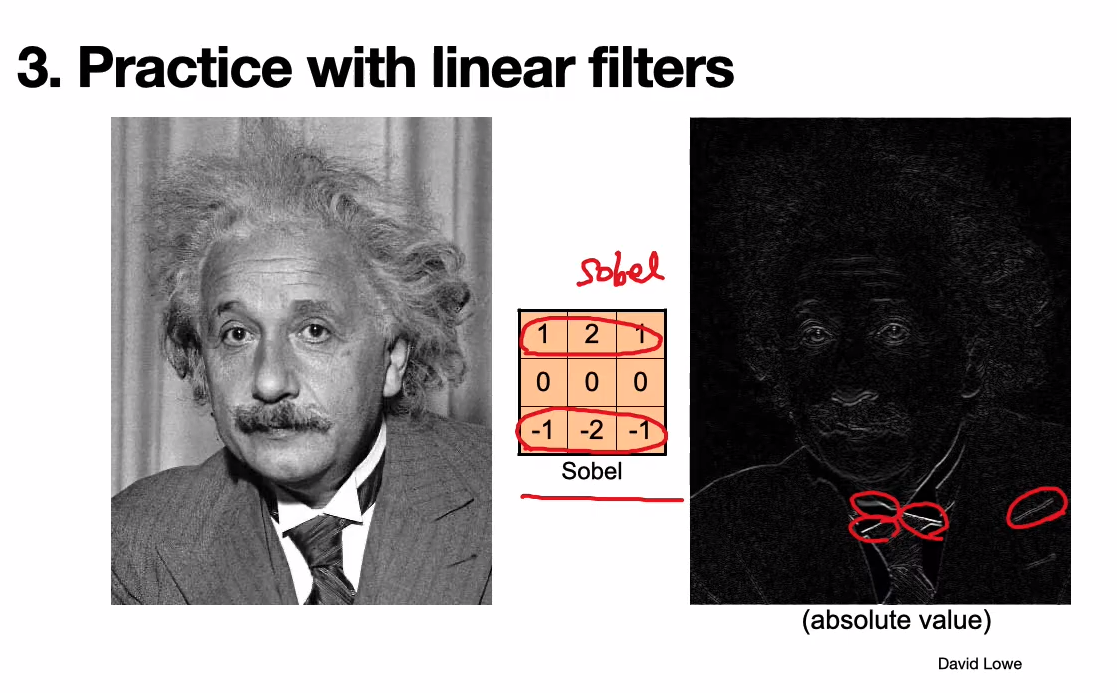 3. Practice with linear filters
sobel
1 2 1
0 0 0
-1 -2 -1
Sobel
(absolute value)
David Lowe